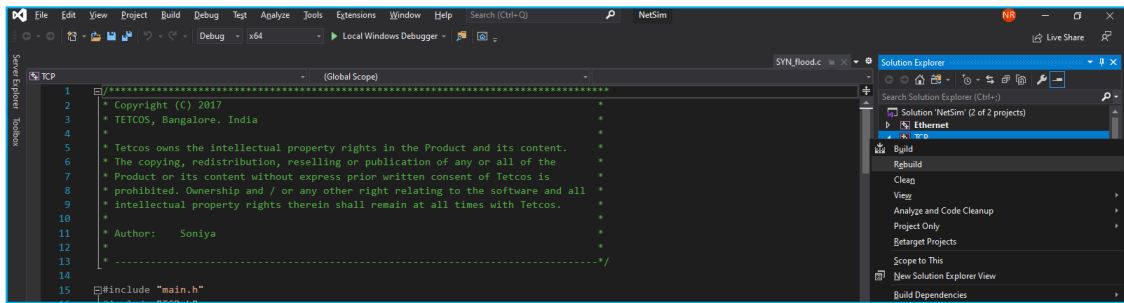 File Edit View Project Build Debug Test Analyze Tools Extensions Window Help Search (Ctrl+Q) NetSim NR
Debug x64 Local Windows Debugger Live Share
Server Explorer
Toolbox
SYN_flood.c
TCP (Global Scope)
1 /***********************************************************************************
2 * Copyright (C) 2017 *
3 * TETCOS, Bangalore. India *
4 * *
5 * Tetcos owns the intellectual property rights in the Product and its content. *
6 * The copying, redistribution, reselling or publication of any or all of the *
7 * Product or its content without express prior written consent of Tetcos is *
8 * prohibited. Ownership and / or any other right relating to the software and all *
9 * intellectual property rights therein shall remain at all times with Tetcos. *
10 * *
11 * Author: Soniya *
12 * *
13 * ---------------------------------------------------------------------------------*/
14
15 #include "main.h"
Solution Explorer
Search Solution Explorer (Ctrl+;)
Solution 'NetSim' (2 of 2 projects)
Ethernet
TCP
Build
Rebuild
Clean
View
Analyze and Code Cleanup
Project Only
Retarget Projects
Scope to This
New Solution Explorer View
Build Dependencies